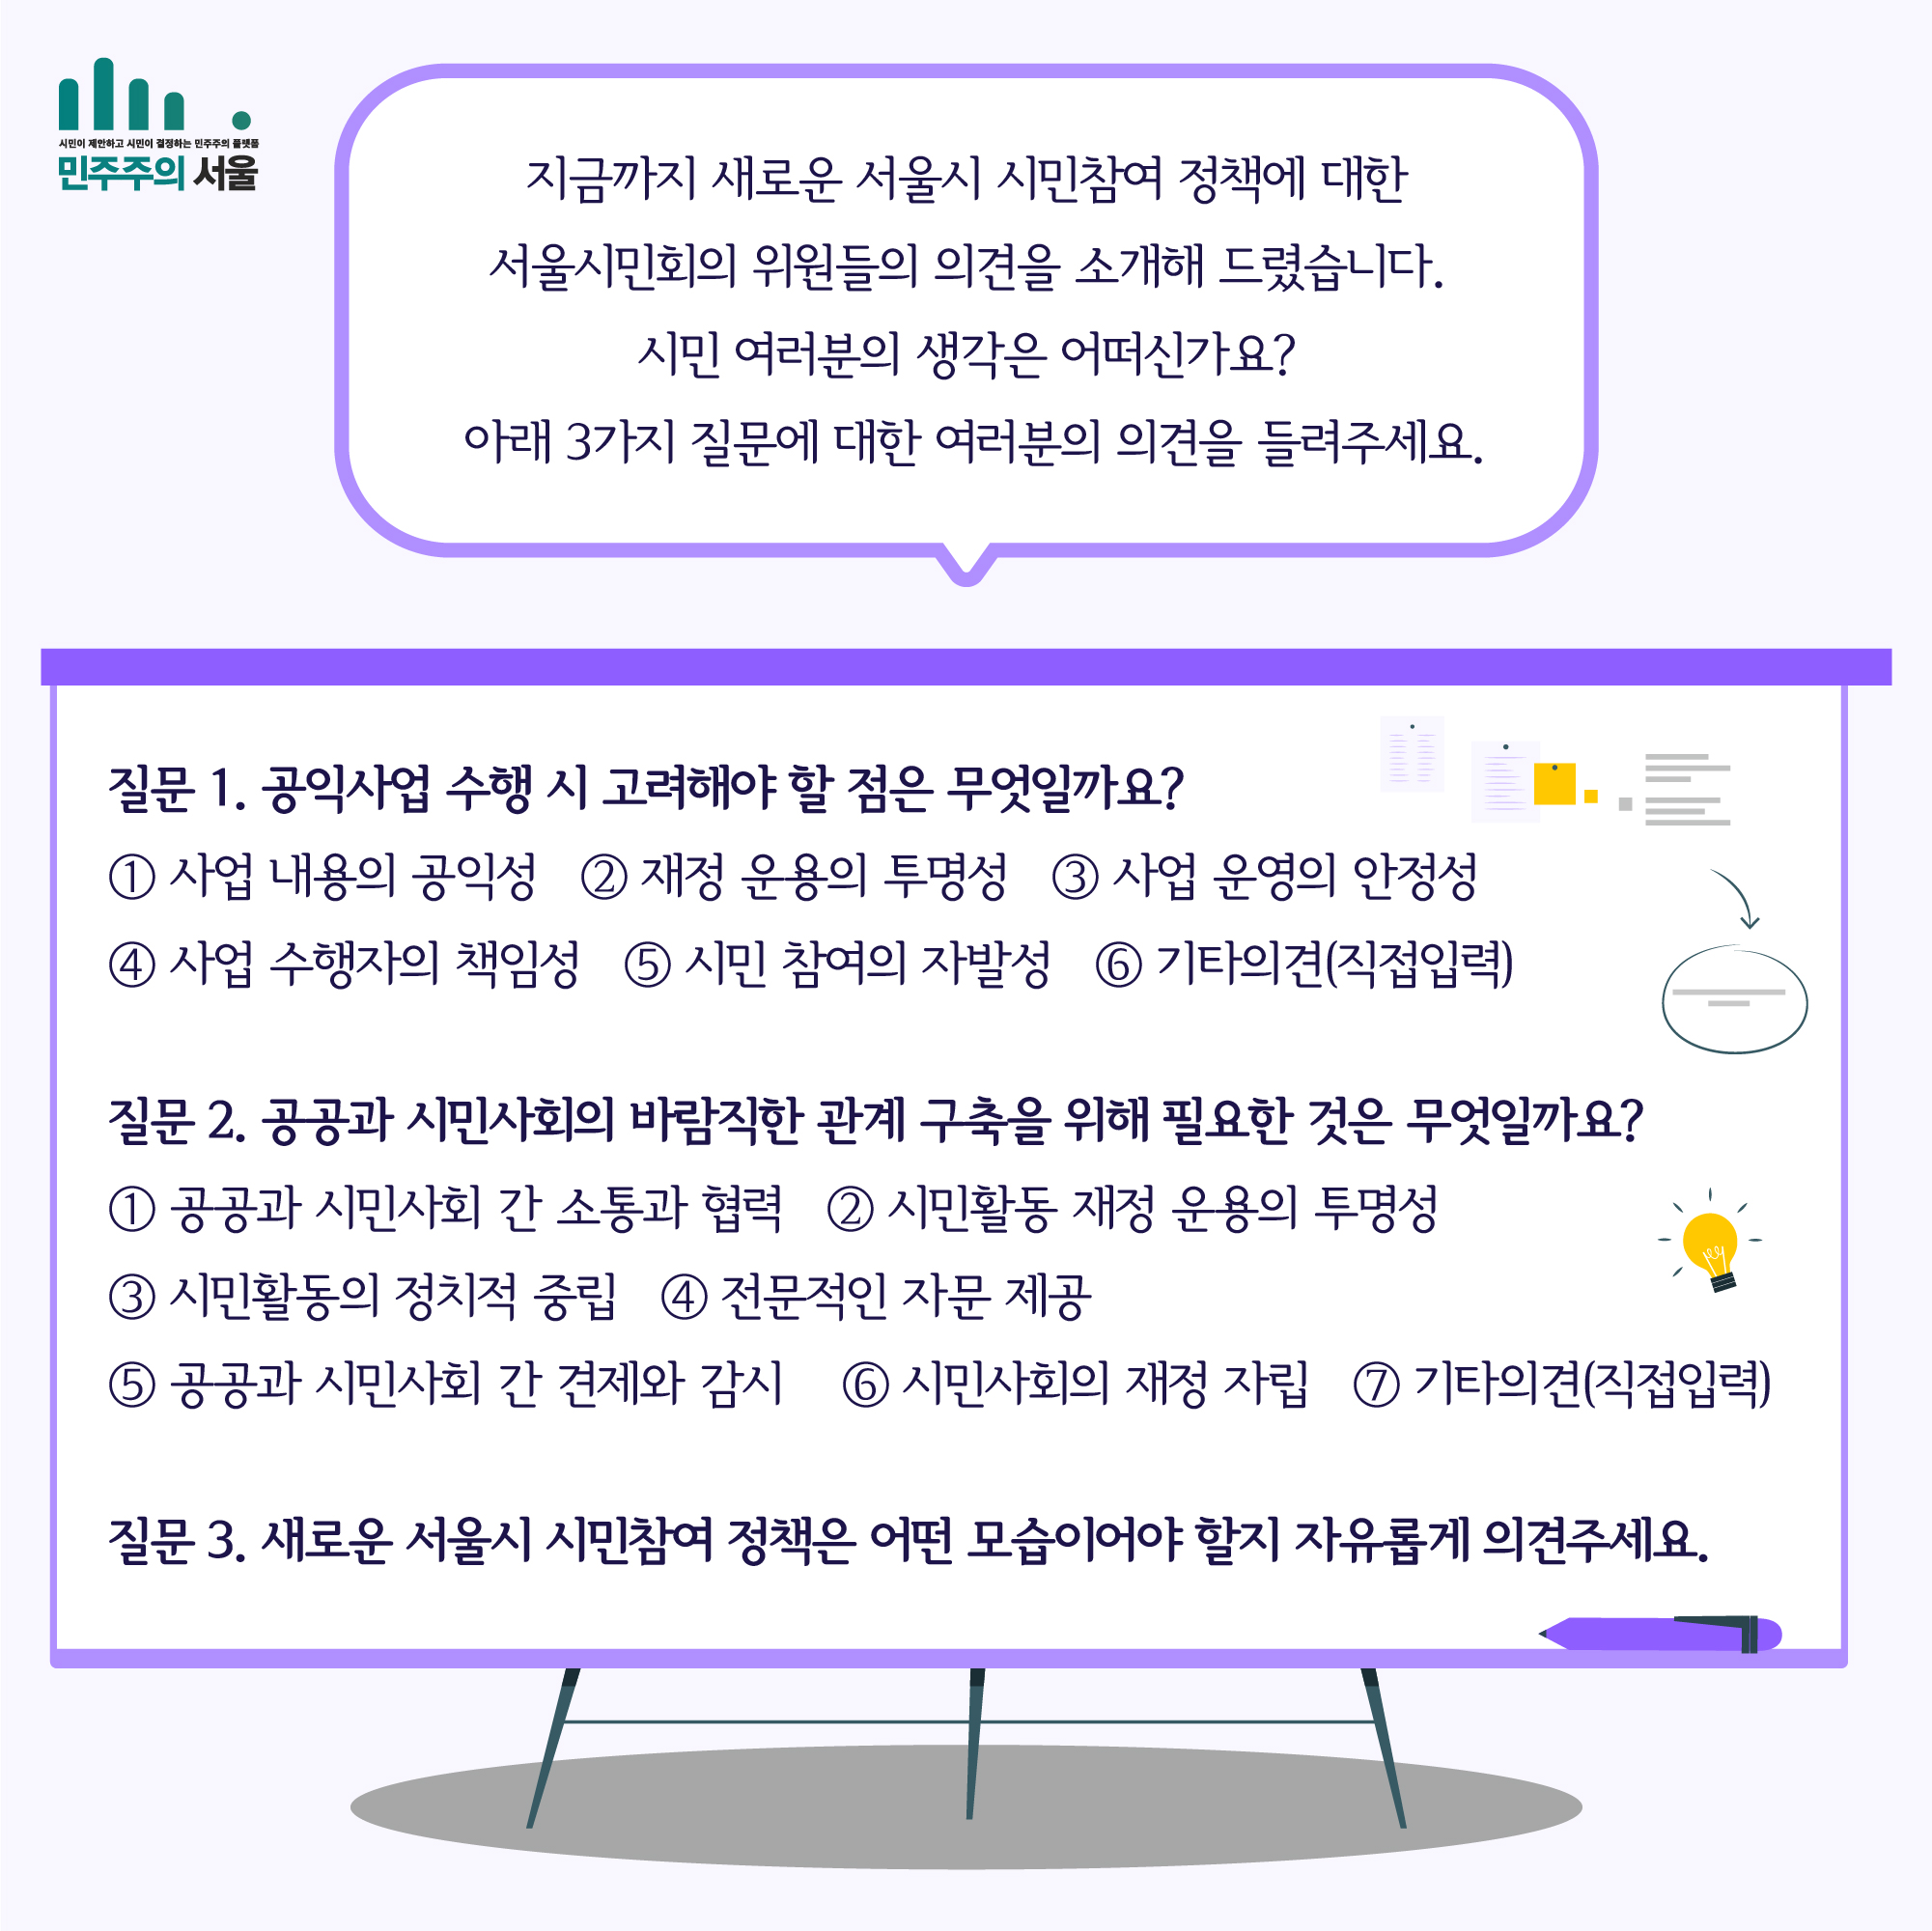 시민이 제안하고 시민이 결정하는 민주주의 플랫폼
민주주의 서울
지금까지 새로운 서울시 시민참여 정책에 대한
서울시민회의 위원들의 의견을 소개해 드렸습니다.
시민 여러분의 생각은 어떠신가요?
아래 3가지 질문에 대한 여러분의 의견을 들려주세요.
질문 1. 공익사업 수행 시 고려해야 할 점은 무엇일까요?
① 사업 내용의 공익성 ② 재정 운용의 투명성 ③ 사업 운영의 안정성
④ 사업 수행자의 책임성 ⑤ 시민 참여의 자발성 ⑥ 기타의견(직접입력)
질문 2. 공공과 시민사회의 바람직한 관계 구축을 위해 필요한 것은 무엇일까요?
① 공공과 시민사회 간 소통과 협력 ② 시민활동 재정 운용의 투명성
③ 시민활동의 정치적 중립 ④ 전문적인 자문 제공
⑤ 공공과 시민사회 간 견제와 감시 ⑥ 시민사회의 재정 자립 ⑦ 기타의견(직접입력)
질문 3. 새로운 서울시 시민참여 정책은 어떤 모습이어야 할지 자유롭게 의견주세요.